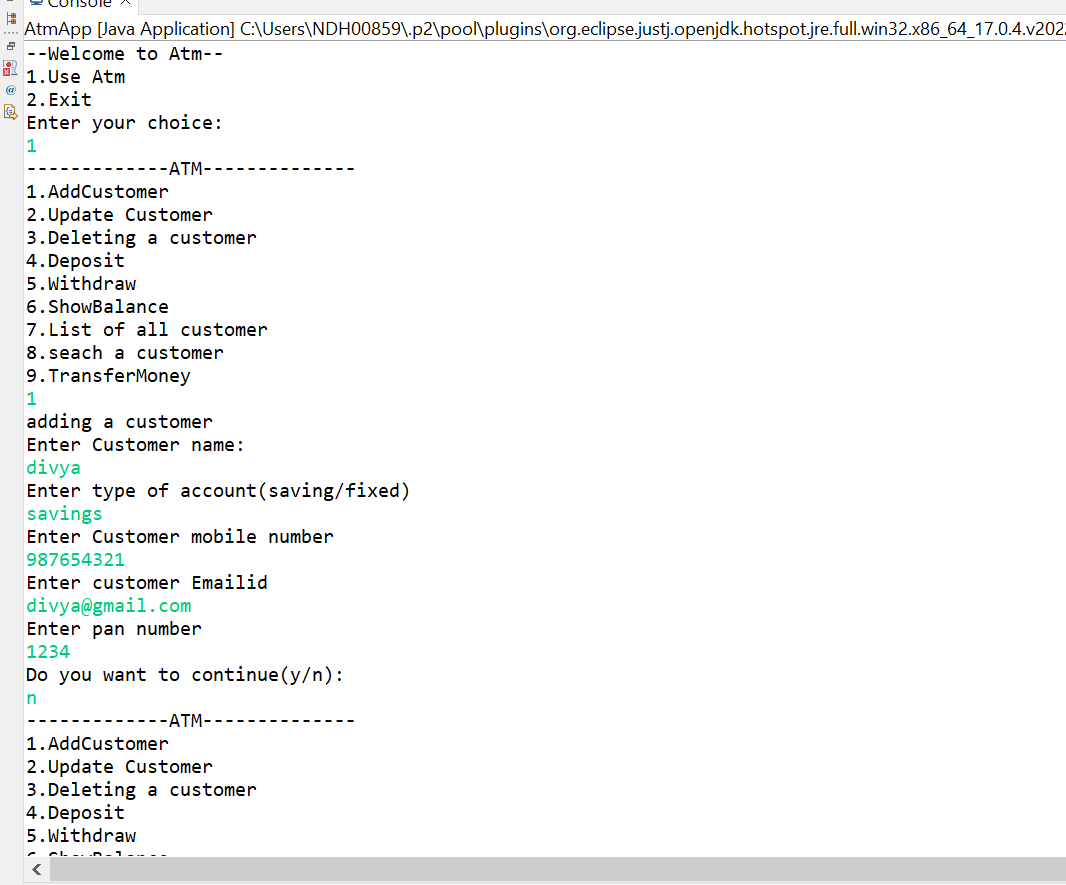 Console
AtmApp [Java Application] C:\Users\NDH00859\.p2\pool\plugins\org.eclipse.justj.openjdk.hotspot.jre.full.win32.x86_64_17.0.4.v202
--Welcome to Atm--
1.Use Atm
2.Exit
Enter your choice:
1
-------------ATM--------------
1.AddCustomer
2.Update Customer
3.Deleting a customer
4.Deposit
5.Withdraw
6.ShowBalance
7.List of all customer
8.seach a customer
9.TransferMoney
1
adding a customer
Enter Customer name:
divya
Enter type of account(saving/fixed)
savings
Enter Customer mobile number
987654321
Enter customer Emailid
divya@gmail.com
Enter pan number
1234
Do you want to continue(y/n):
n
-------------ATM--------------
1.AddCustomer
2.Update Customer
3.Deleting a customer
4.Deposit
5.Withdraw
6.ShowBalance